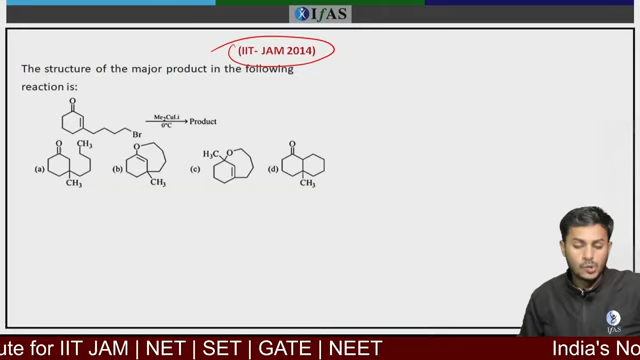 IfAS
(IIT- JAM 2014)
The structure of the major product in the following
reaction is:
O
Br
Me₂CuLi
0°C
Product
(a) O CH₃ CH₃
(b) O CH₃
(c) H₃C O
(d) O CH₃
IFAS
ute for IIT JAM | NET | SET | GATE | NEET
India's No